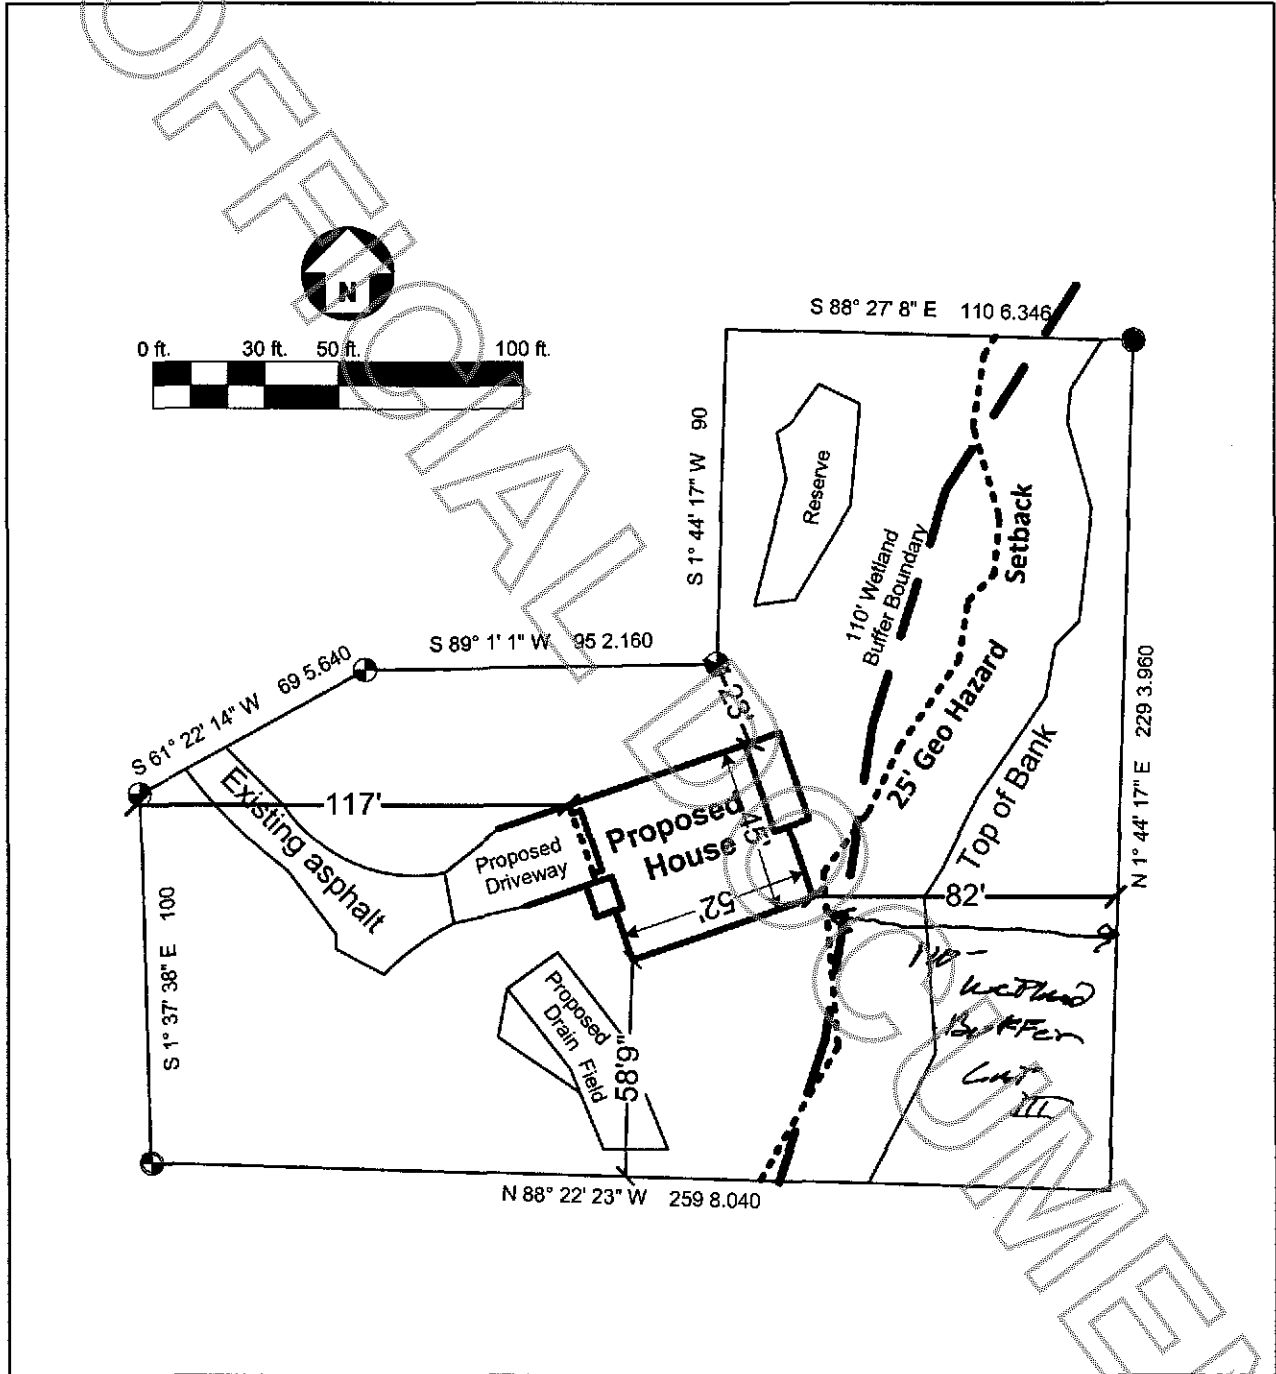 N
0 ft. 30 ft. 50 ft. 100 ft.
S 88° 27' 8" E 110 6.346
S 1° 44' 17" W 90
Reserve
110' Wetland
Buffer Boundary
25' Geo Hazard Setback
Top of Bank
N 1° 44' 17" E 229 3.960
S 89° 1' 1" W 95 2.160
S 61° 22' 14" W 69 5.640
23'
117'
Existing asphalt
Proposed
Driveway
Proposed
House
45'
52'
82'
S 1° 37' 38" E 100
Proposed
Drain Field
58'9"
110-
wetland
Buffer
Cat
III
N 88° 22' 23" W 259 8.040
OFFICIAL DOCUME